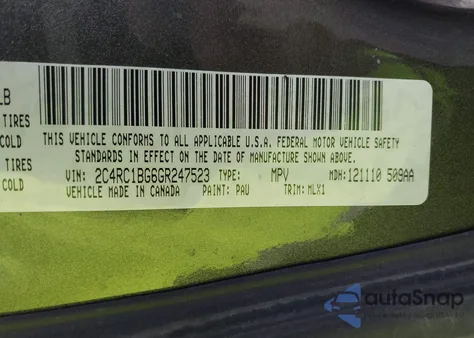 LB
TIRES
COLD
TIRES
COLD
THIS VEHICLE CONFORMS TO ALL APPLICABLE U.S.A. FEDERAL MOTOR VEHICLE SAFETY
STANDARDS IN EFFECT ON THE DATE OF MANUFACTURE SHOWN ABOVE.
VIN: 2C4RC1BG6GR247523 TYPE: MPV MDH: 121110 509AA
VEHICLE MADE IN CANADA PAINT: PAU TRIM: MLX1
autoSnap